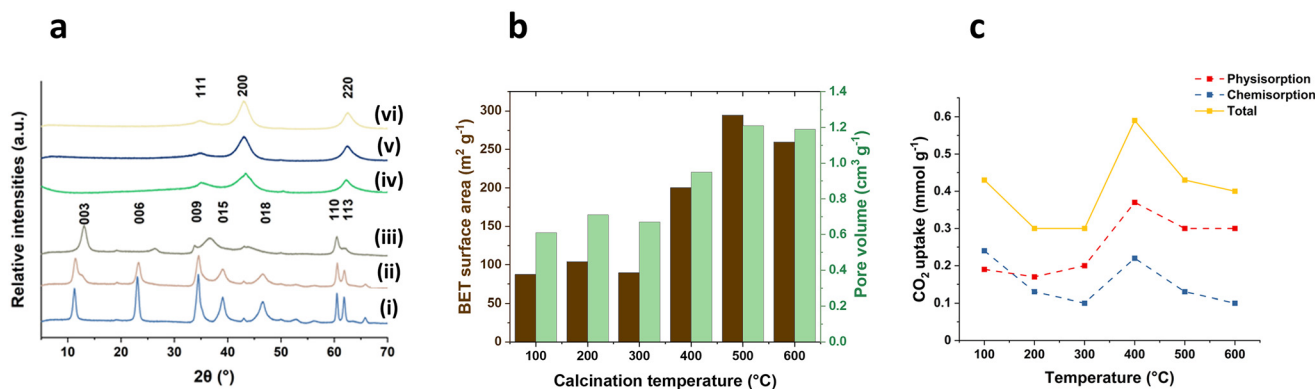 a
b
c
111
200
220
(vi)
(v)
(iv)
003
006
009
015
018
110
113
(iii)
(ii)
(i)
Relative intensities (a.u.)
10
20
30
40
50
60
70
2θ (°)
BET surface area (m² g⁻¹)
300
250
200
150
100
50
0
1.4
1.2
1.0
0.8
0.6
0.4
0.2
0.0
Pore volume (cm³ g⁻¹)
100
200
300
400
500
600
Calcination temperature (°C)
Physisorption
Chemisorption
Total
CO₂ uptake (mmol g⁻¹)
0.6
0.5
0.4
0.3
0.2
0.1
100
200
300
400
500
600
Temperature (°C)